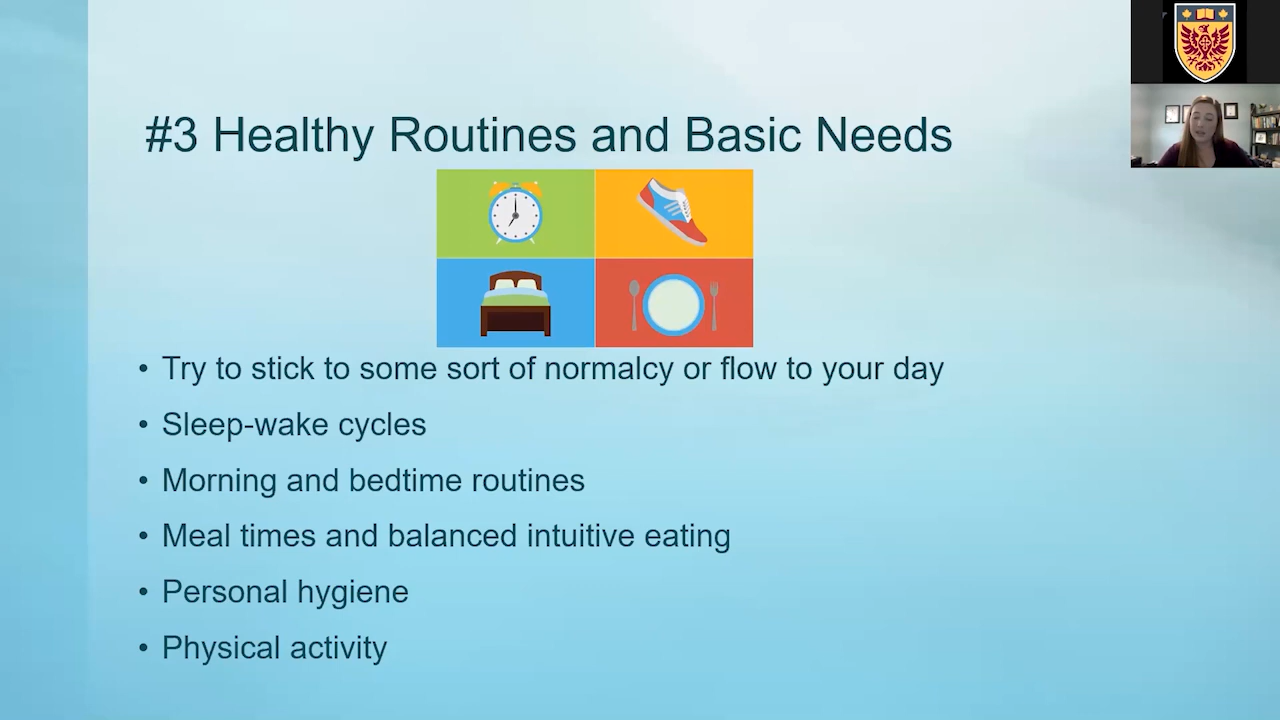 #3 Healthy Routines and Basic Needs
• Try to stick to some sort of normalcy or flow to your day
• Sleep-wake cycles
• Morning and bedtime routines
• Meal times and balanced intuitive eating
• Personal hygiene
• Physical activity